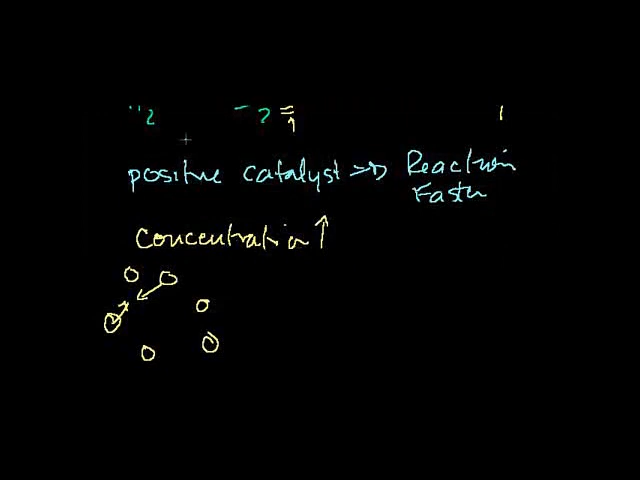 positive catalyst => Reaction
Faster
Concentration ↑